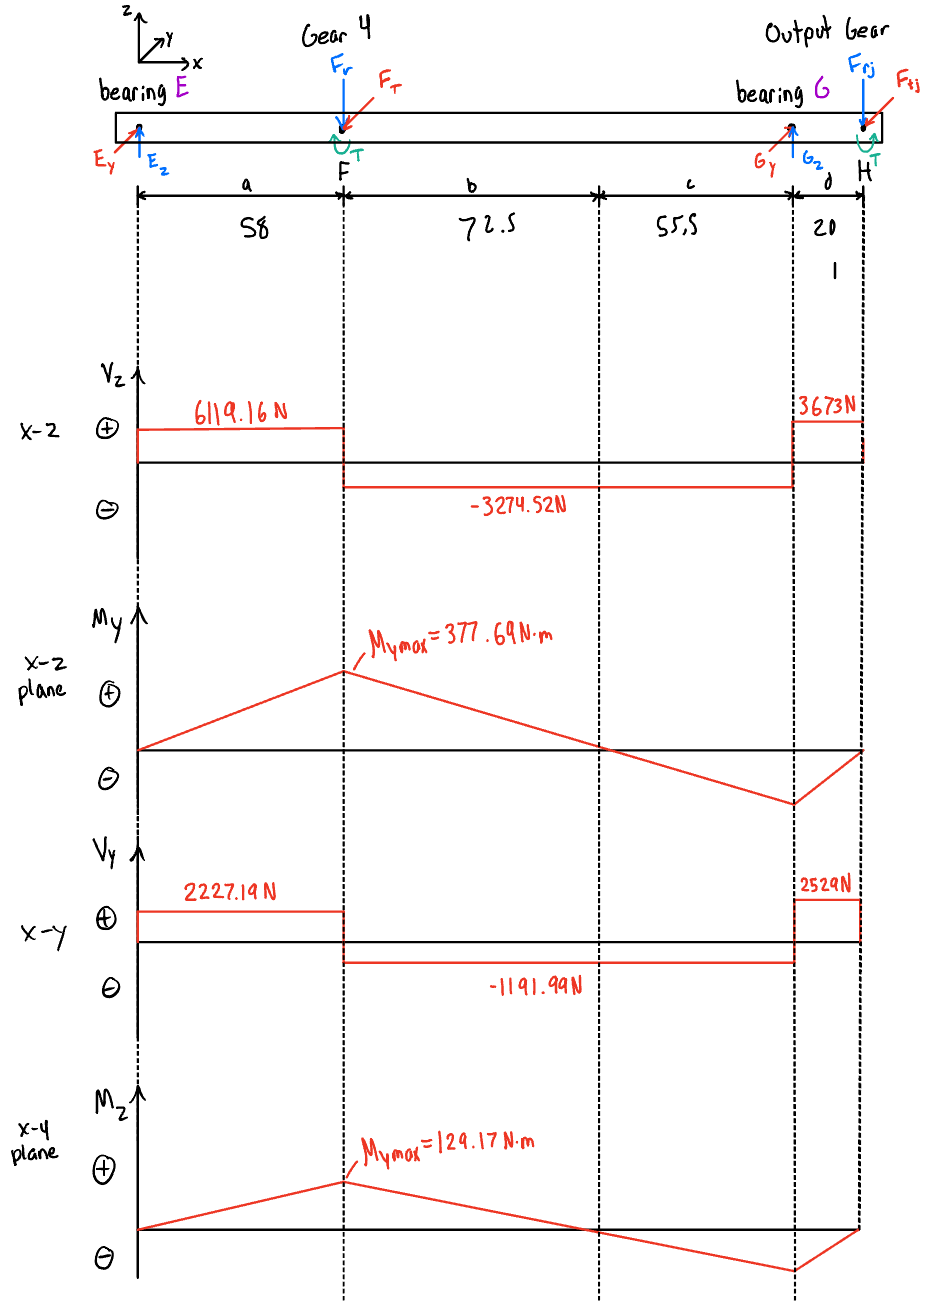 z
y
x
Gear 4
Output Gear
Fr
FT
Frj
Ftj
bearing E
bearing G
Ey
Ez
T
Gy
Gz
T
F
H
a
b
c
d
58
72.5
55.5
20
1
Vz
x-z
+
6119.16 N
3673N
-3274.52N
-
My
x-z
plane
+
Mymax=377.69N·m
-
Vy
x-y
+
2227.19 N
2529N
-1191.99N
-
Mz
x-y
plane
+
Mymax=129.17N·m
-